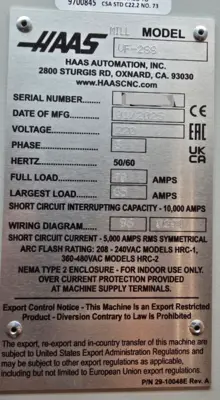 9700845
CSA STD C22.2 NO. 73
HAAS MILL MODEL
VF-2SS
HAAS AUTOMATION, INC.
2800 STURGIS RD, OXNARD, CA. 93030
www.HaasCNC.com
SERIAL NUMBER
DATE OF MFG
VOLTAGE 220
PHASE
HERTZ 50/60
FULL LOAD AMPS
LARGEST LOAD AMPS
SHORT CIRCUIT INTERRUPTING CAPACITY - 10,000 AMPS
WIRING DIAGRAM
SHORT CIRCUIT CURRENT - 5,000 AMPS RMS SYMMETRICAL
ARC FLASH RATING: 208 - 240VAC MODELS HRC-1,
360-480VAC MODELS HRC-2
NEMA TYPE 2 ENCLOSURE - FOR INDOOR USE ONLY.
OVER CURRENT PROTECTION PROVIDED
AT MACHINE SUPPLY TERMINALS.
CE
UK
CA
Export Control Notice - This Machine is an Export Restricted
Product - Diversion Contrary to Law is Prohibited
The export, re-export and in-country transfer of this machine are
subject to United States Export Administration Regulations and
may be subject to other export regulations as applicable,
including but not limited to European Union export regulations.
P/N 29-10046E Rev. A